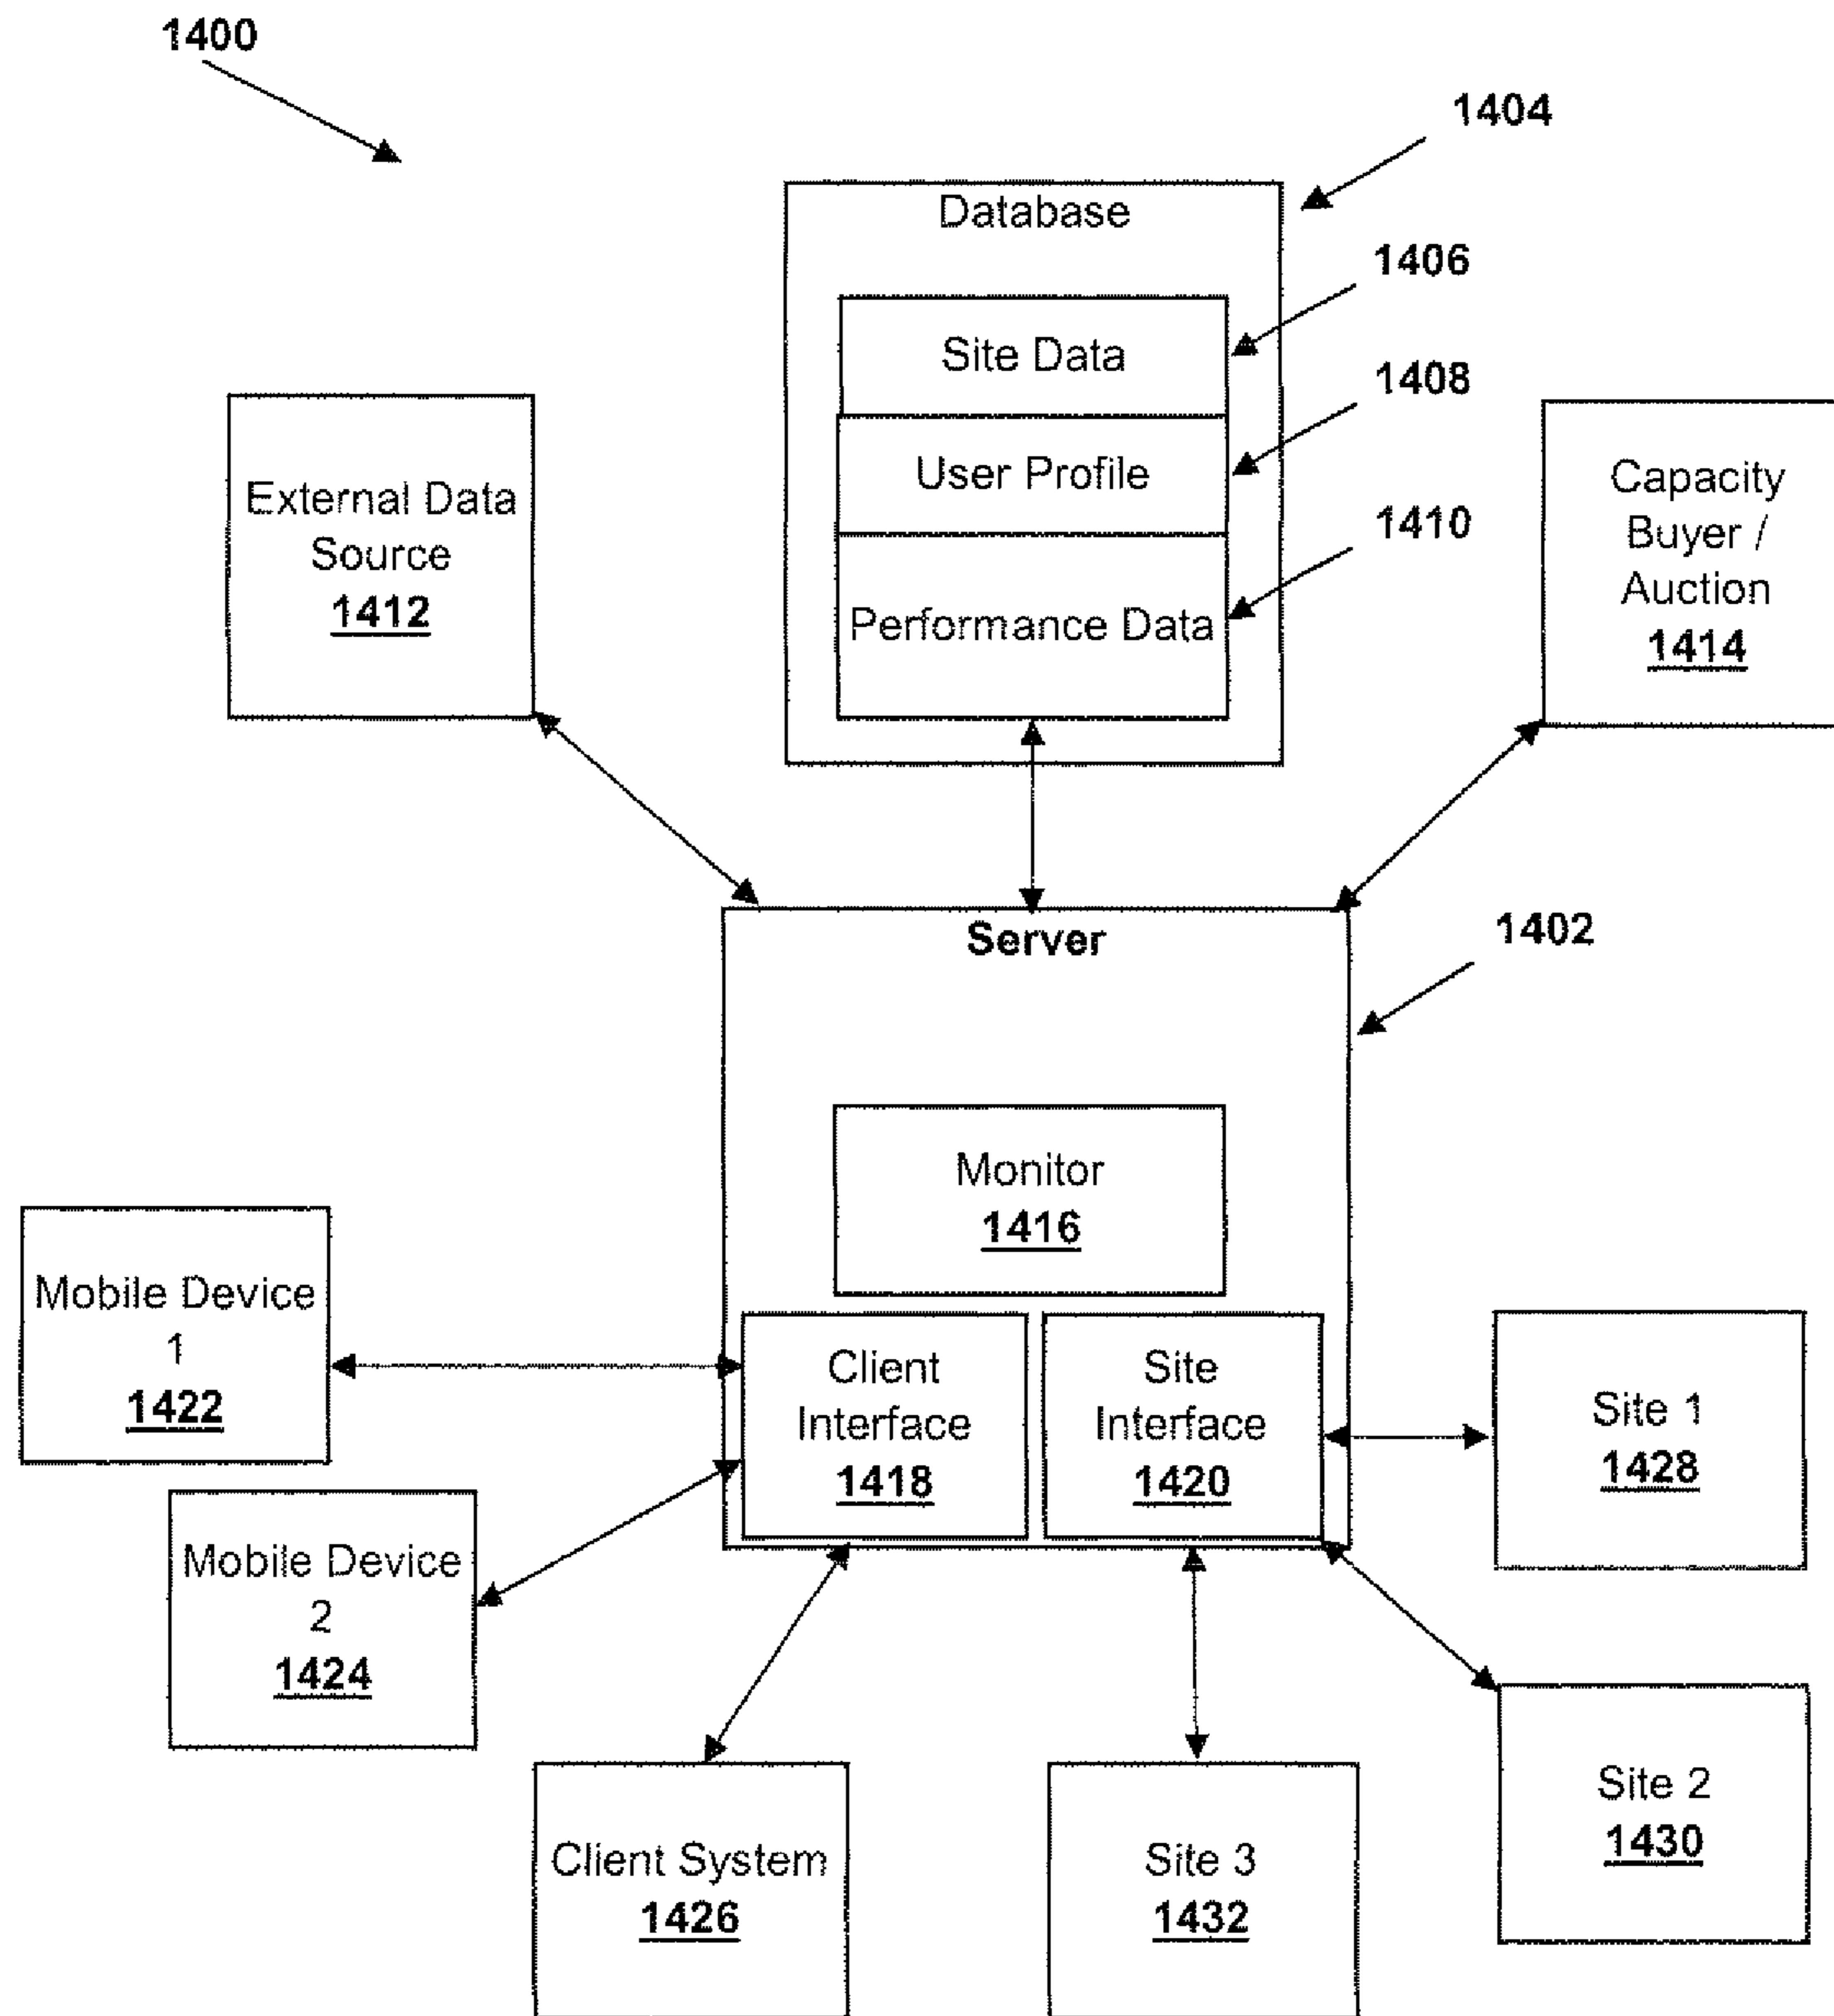 1400
1404
Database
1406
Site Data
1408
User Profile
1410
Performance Data
External Data
Source
1412
Capacity
Buyer /
Auction
1414
Server
1402
Monitor
1416
Mobile Device
1
1422
Client
Interface
1418
Site
Interface
1420
Site 1
1428
Mobile Device
2
1424
Site 2
1430
Client System
1426
Site 3
1432